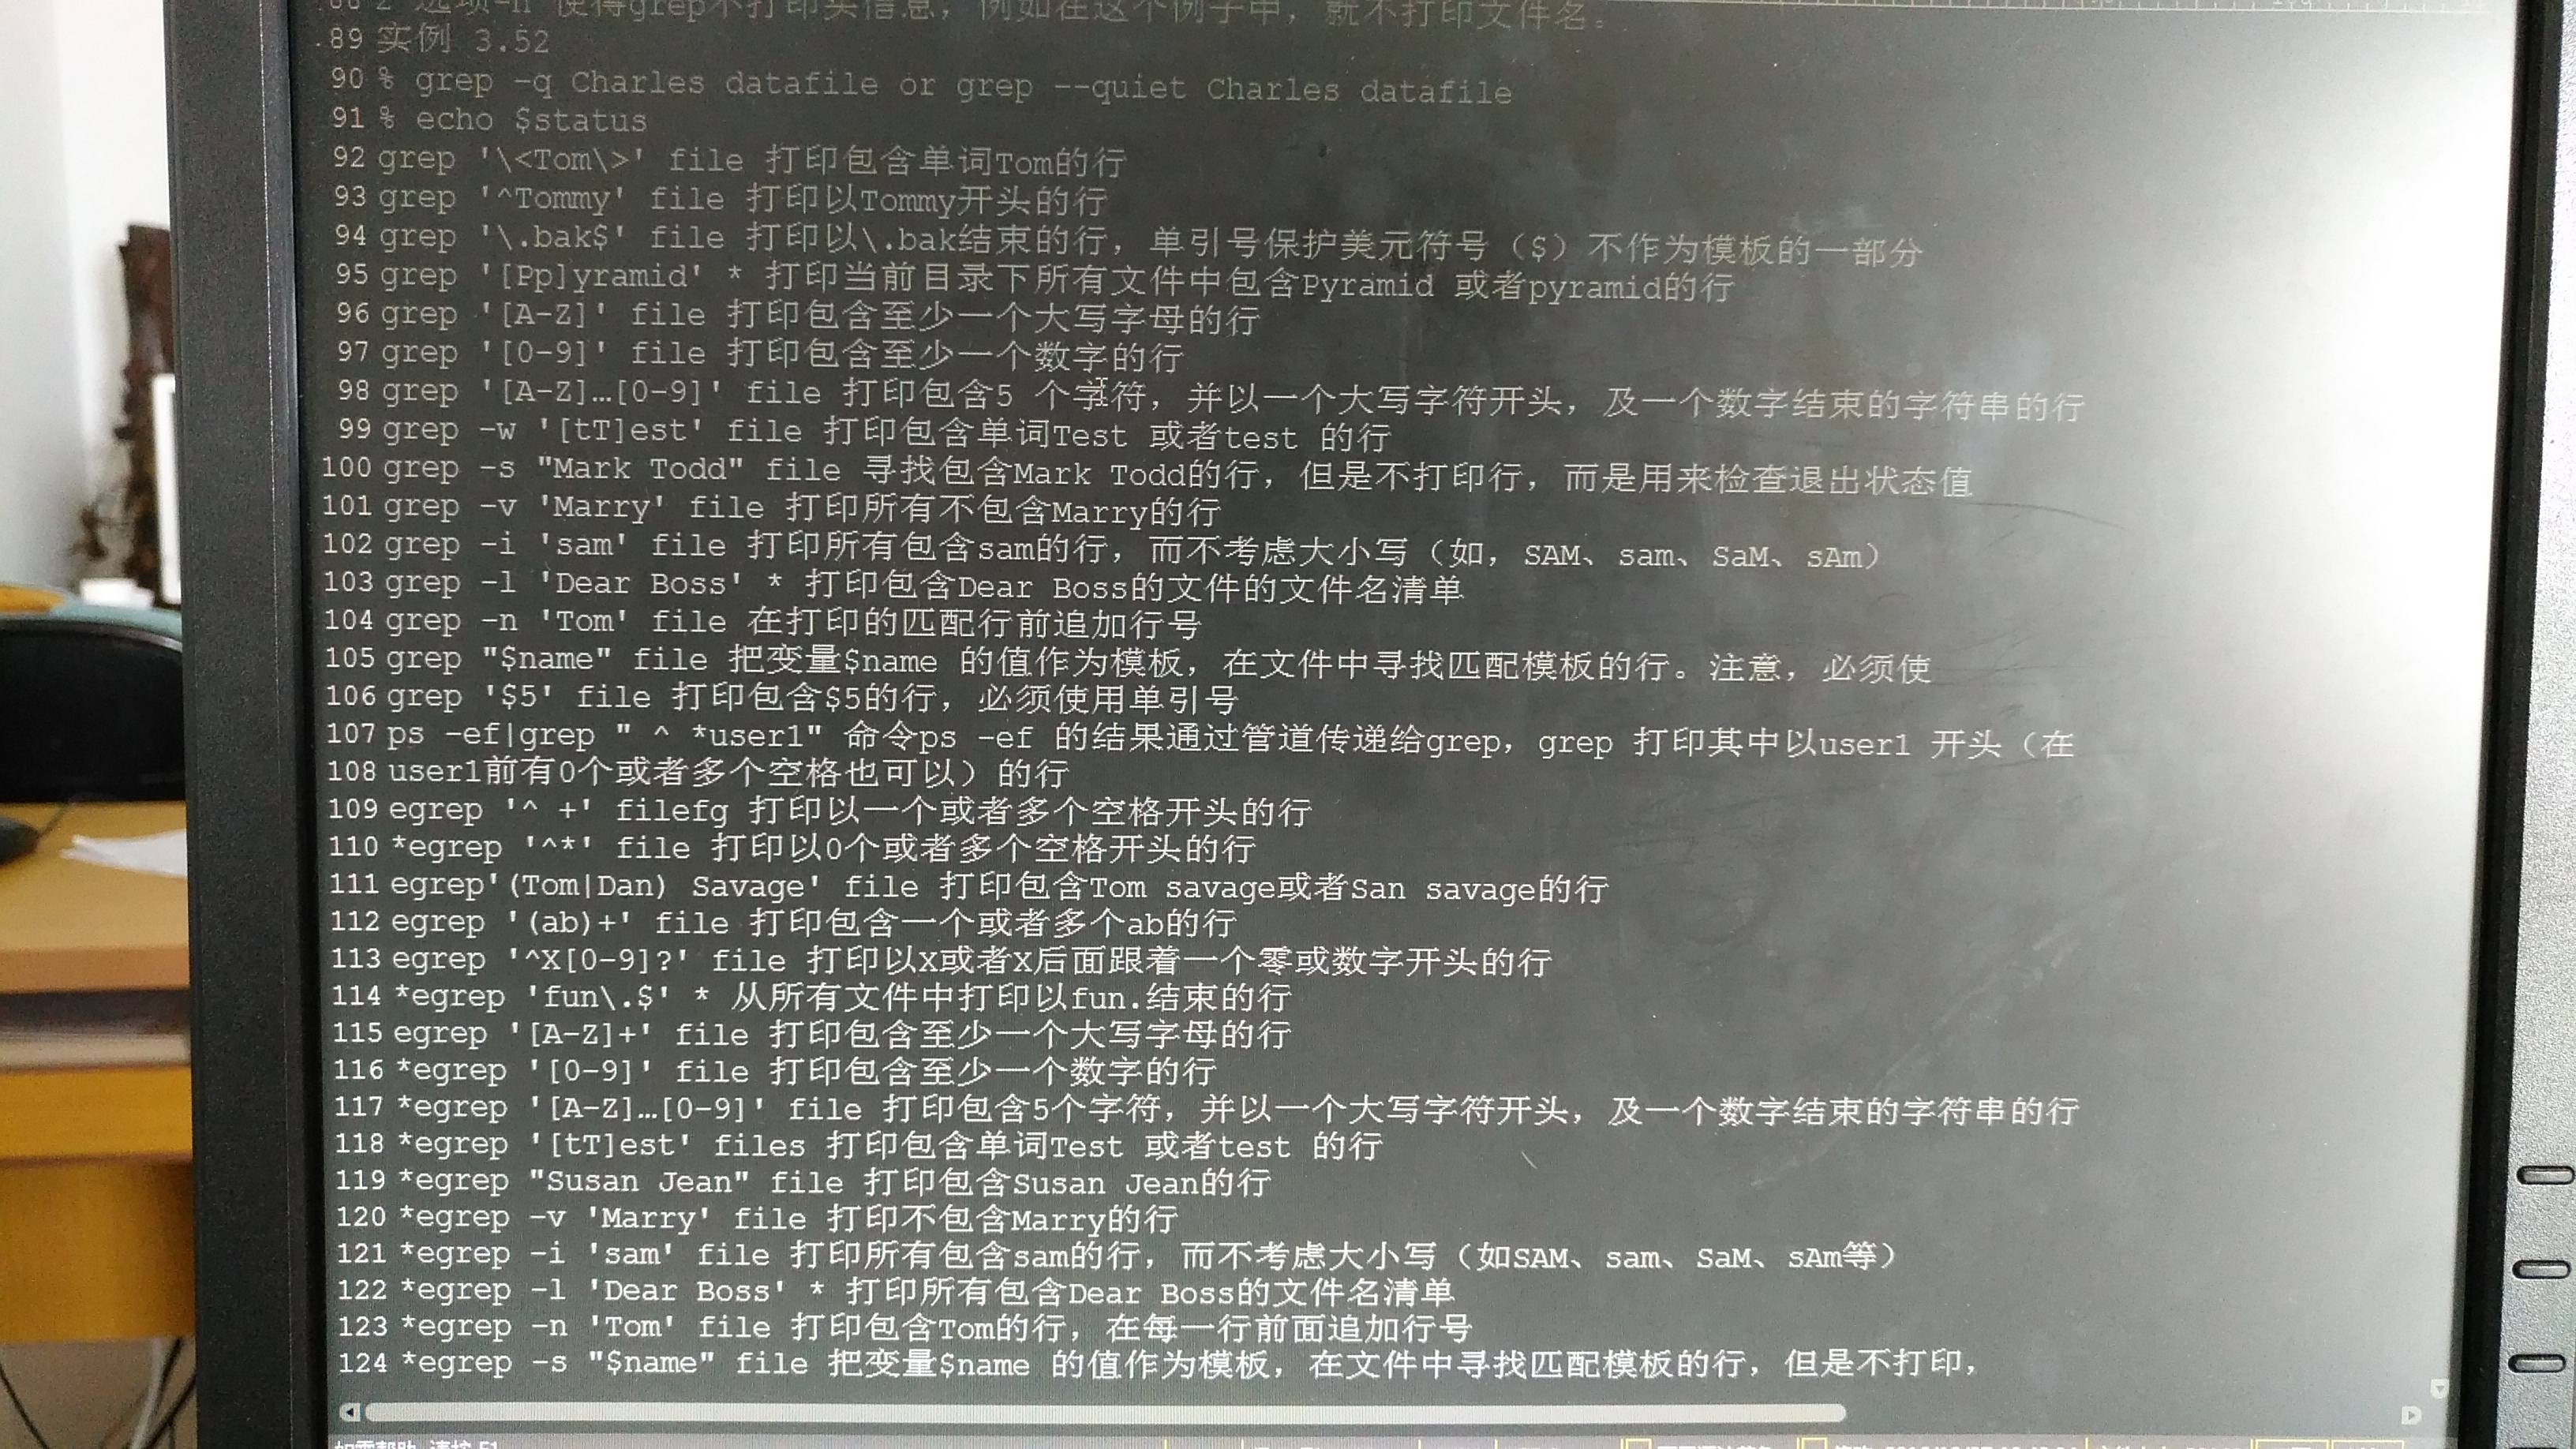 2 选项-h 使得grep不打印头信息，例如在这个例子中，就不打印文件名。
89 实例 3.52
90 % grep -q Charles datafile or grep --quiet Charles datafile
91 % echo $status
92 grep '\<Tom\>' file 打印包含单词Tom的行
93 grep '^Tommy' file 打印以Tommy开头的行
94 grep '\.bak$' file 打印以\.bak结束的行，单引号保护美元符号（$）不作为模板的一部分
95 grep '[Pp]yramid' * 打印当前目录下所有文件中包含Pyramid 或者pyramid的行
96 grep '[A-Z]' file 打印包含至少一个大写字母的行
97 grep '[0-9]' file 打印包含至少一个数字的行
98 grep '[A-Z]…[0-9]' file 打印包含5 个字符，并以一个大写字符开头，及一个数字结束的字符串的行
99 grep -w '[tT]est' file 打印包含单词Test 或者test 的行
100 grep -s "Mark Todd" file 寻找包含Mark Todd的行，但是不打印行，而是用来检查退出状态值
101 grep -v 'Marry' file 打印所有不包含Marry的行
102 grep -i 'sam' file 打印所有包含sam的行，而不考虑大小写（如，SAM、sam、SaM、sAm）
103 grep -l 'Dear Boss' * 打印包含Dear Boss的文件的文件名清单
104 grep -n 'Tom' file 在打印的匹配行前追加行号
105 grep "$name" file 把变量$name 的值作为模板，在文件中寻找匹配模板的行。注意，必须使
106 grep '$5' file 打印包含$5的行，必须使用单引号
107 ps -ef|grep " ^ *user1" 命令ps -ef 的结果通过管道传递给grep，grep 打印其中以user1 开头（在
108 user1前有0个或者多个空格也可以）的行
109 egrep '^ +' filefg 打印以一个或者多个空格开头的行
110 *egrep '^*' file 打印以0个或者多个空格开头的行
111 egrep'(Tom|Dan) Savage' file 打印包含Tom savage或者San savage的行
112 egrep '(ab)+' file 打印包含一个或者多个ab的行
113 egrep '^X[0-9]?' file 打印以X或者X后面跟着一个零或数字开头的行
114 *egrep 'fun\.$' * 从所有文件中打印以fun.结束的行
115 egrep '[A-Z]+' file 打印包含至少一个大写字母的行
116 *egrep '[0-9]' file 打印包含至少一个数字的行
117 *egrep '[A-Z]…[0-9]' file 打印包含5个字符，并以一个大写字符开头，及一个数字结束的字符串的行
118 *egrep '[tT]est' files 打印包含单词Test 或者test 的行
119 *egrep "Susan Jean" file 打印包含Susan Jean的行
120 *egrep -v 'Marry' file 打印不包含Marry的行
121 *egrep -i 'sam' file 打印所有包含sam的行，而不考虑大小写（如SAM、sam、SaM、sAm等）
122 *egrep -l 'Dear Boss' * 打印所有包含Dear Boss的文件名清单
123 *egrep -n 'Tom' file 打印包含Tom的行，在每一行前面追加行号
124 *egrep -s "$name" file 把变量$name 的值作为模板，在文件中寻找匹配模板的行，但是不打印，